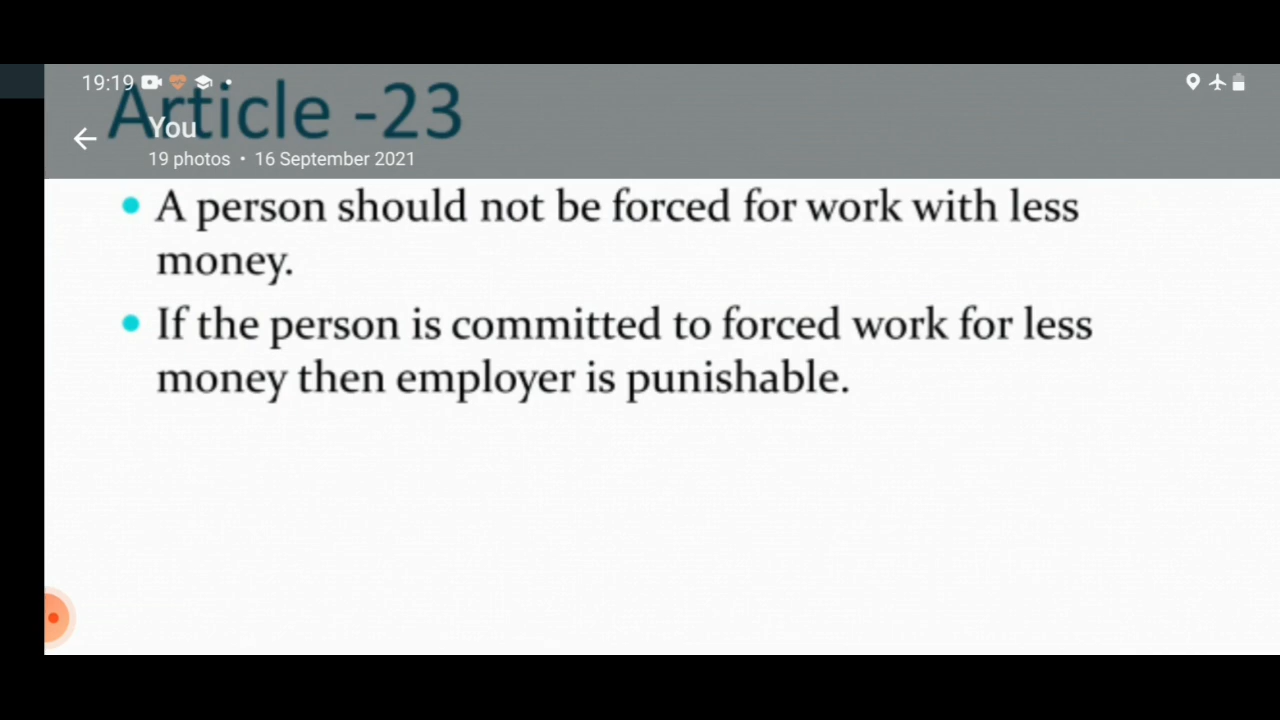 19:19
Article -23
You
19 photos • 16 September 2021
• A person should not be forced for work with less
money.
• If the person is committed to forced work for less
money then employer is punishable.